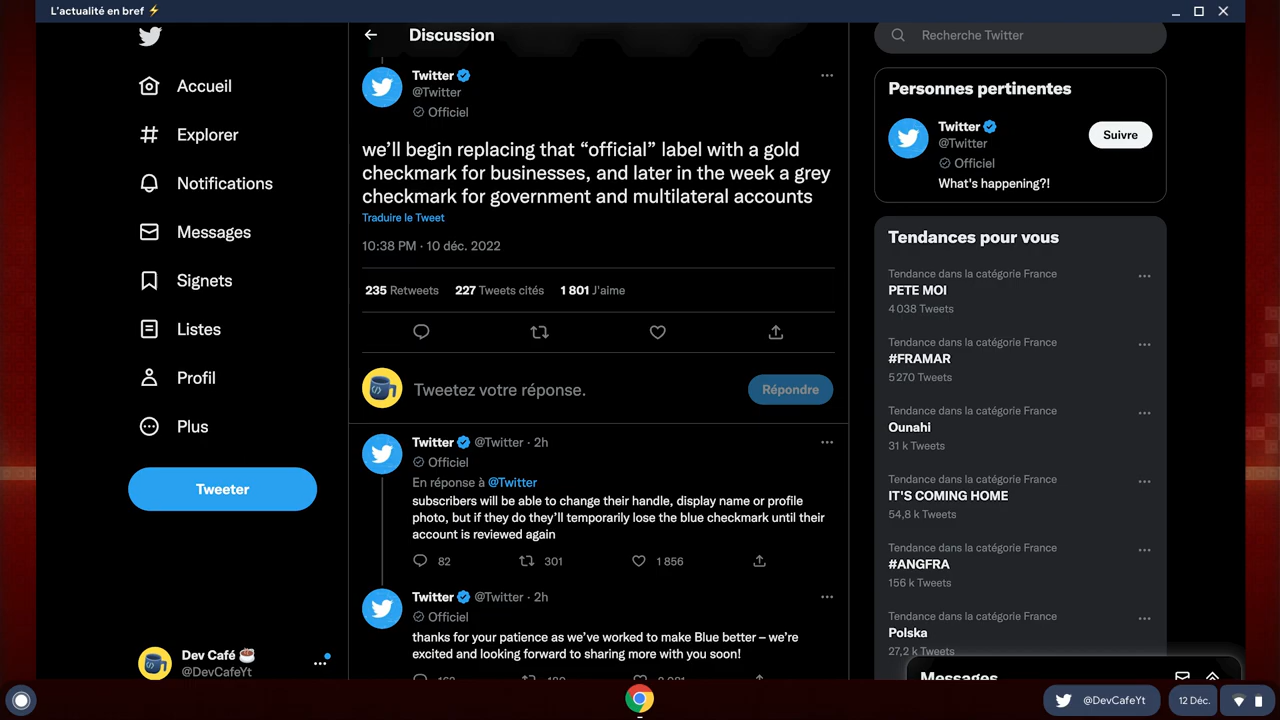 L'actualité en bref ⚡
Accueil
Explorer
Notifications
Messages
Signets
Listes
Profil
Plus
Tweeter
Dev Café ☕
@DevCafeYt
Discussion
Twitter
@Twitter
Officiel
we'll begin replacing that “official” label with a gold
checkmark for businesses, and later in the week a grey
checkmark for government and multilateral accounts
Traduire le Tweet
10:38 PM · 10 déc. 2022
235 Retweets 227 Tweets cités 1 801 J'aime
Tweetez votre réponse.
Répondre
Twitter @Twitter · 2h
Officiel
En réponse à @Twitter
subscribers will be able to change their handle, display name or profile
photo, but if they do they'll temporarily lose the blue checkmark until their
account is reviewed again
82 301 1 856
Twitter @Twitter · 2h
Officiel
thanks for your patience as we've worked to make Blue better – we're
excited and looking forward to sharing more with you soon!
Recherche Twitter
Personnes pertinentes
Twitter
@Twitter
Officiel
What's happening?!
Suivre
Tendances pour vous
Tendance dans la catégorie France
PETE MOI
4 038 Tweets
Tendance dans la catégorie France
#FRAMAR
5 270 Tweets
Tendance dans la catégorie France
Ounahi
31 k Tweets
Tendance dans la catégorie France
IT'S COMING HOME
54,8 k Tweets
Tendance dans la catégorie France
#ANGFRA
156 k Tweets
Tendance dans la catégorie France
Polska
27,2 k Tweets
Messages
@DevCafeYt
12 Déc.